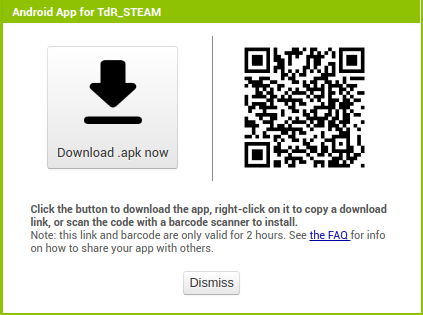 Android App for TdR_STEAM
Download .apk now
Click the button to download the app, right-click on it to copy a download
link, or scan the code with a barcode scanner to install.
Note: this link and barcode are only valid for 2 hours. See the FAQ for info
on how to share your app with others.
Dismiss